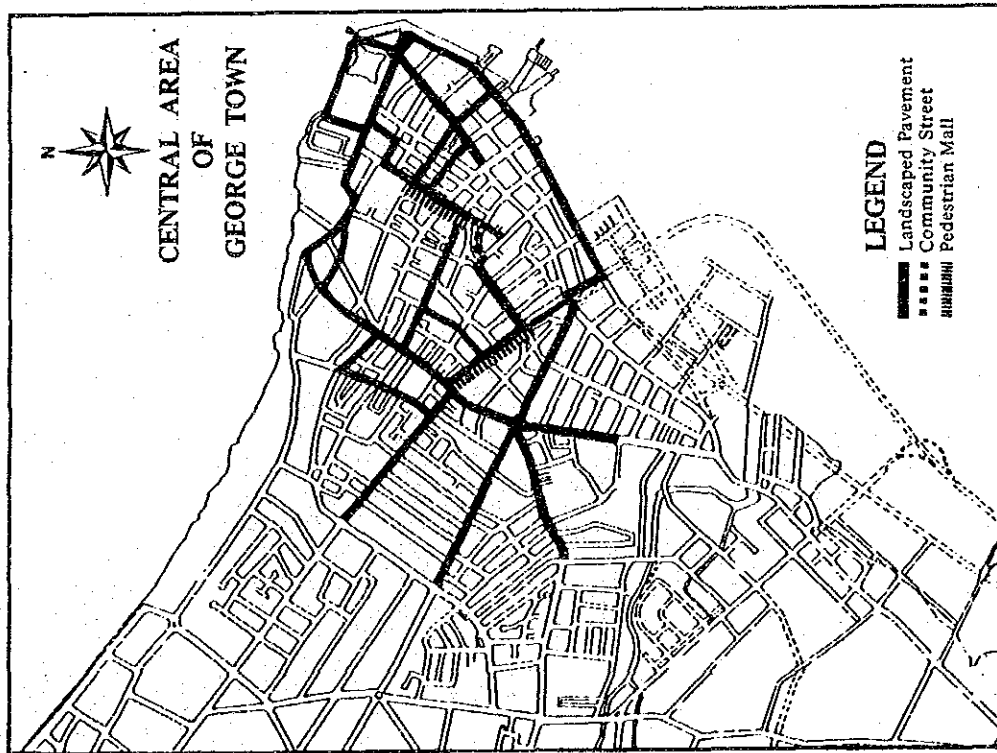 N
CENTRAL AREA
OF
GEORGE TOWN
LEGEND
Landscaped Pavement
Community Street
Pedestrian Mall